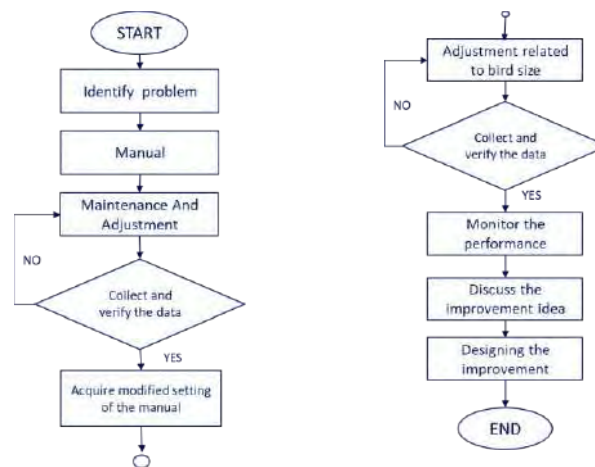 START
Identify problem
Manual
Maintenance And
Adjustment
NO
Collect and
verify the data
YES
Acquire modified setting
of the manual
Adjustment related
to bird size
NO
Collect and
verify the data
YES
Monitor the
performance
Discuss the
improvement idea
Designing the
improvement
END